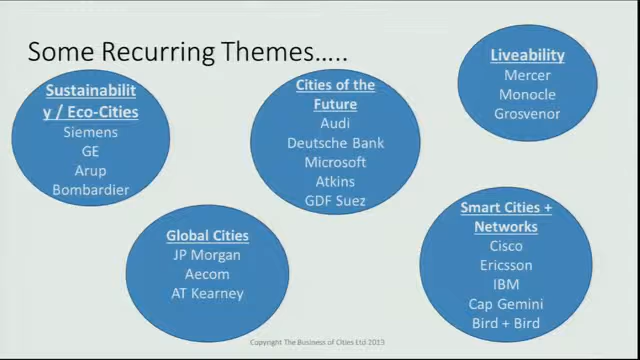 Some Recurring Themes…..
Sustainabilit
y / Eco-Cities
Siemens
GE
Arup
Bombardier
Cities of the
Future
Audi
Deutsche Bank
Microsoft
Atkins
GDF Suez
Liveability
Mercer
Monocle
Grosvenor
Global Cities
JP Morgan
Aecom
AT Kearney
Smart Cities +
Networks
Cisco
Ericsson
IBM
Cap Gemini
Bird + Bird
Copyright The Business of Cities Ltd 2013